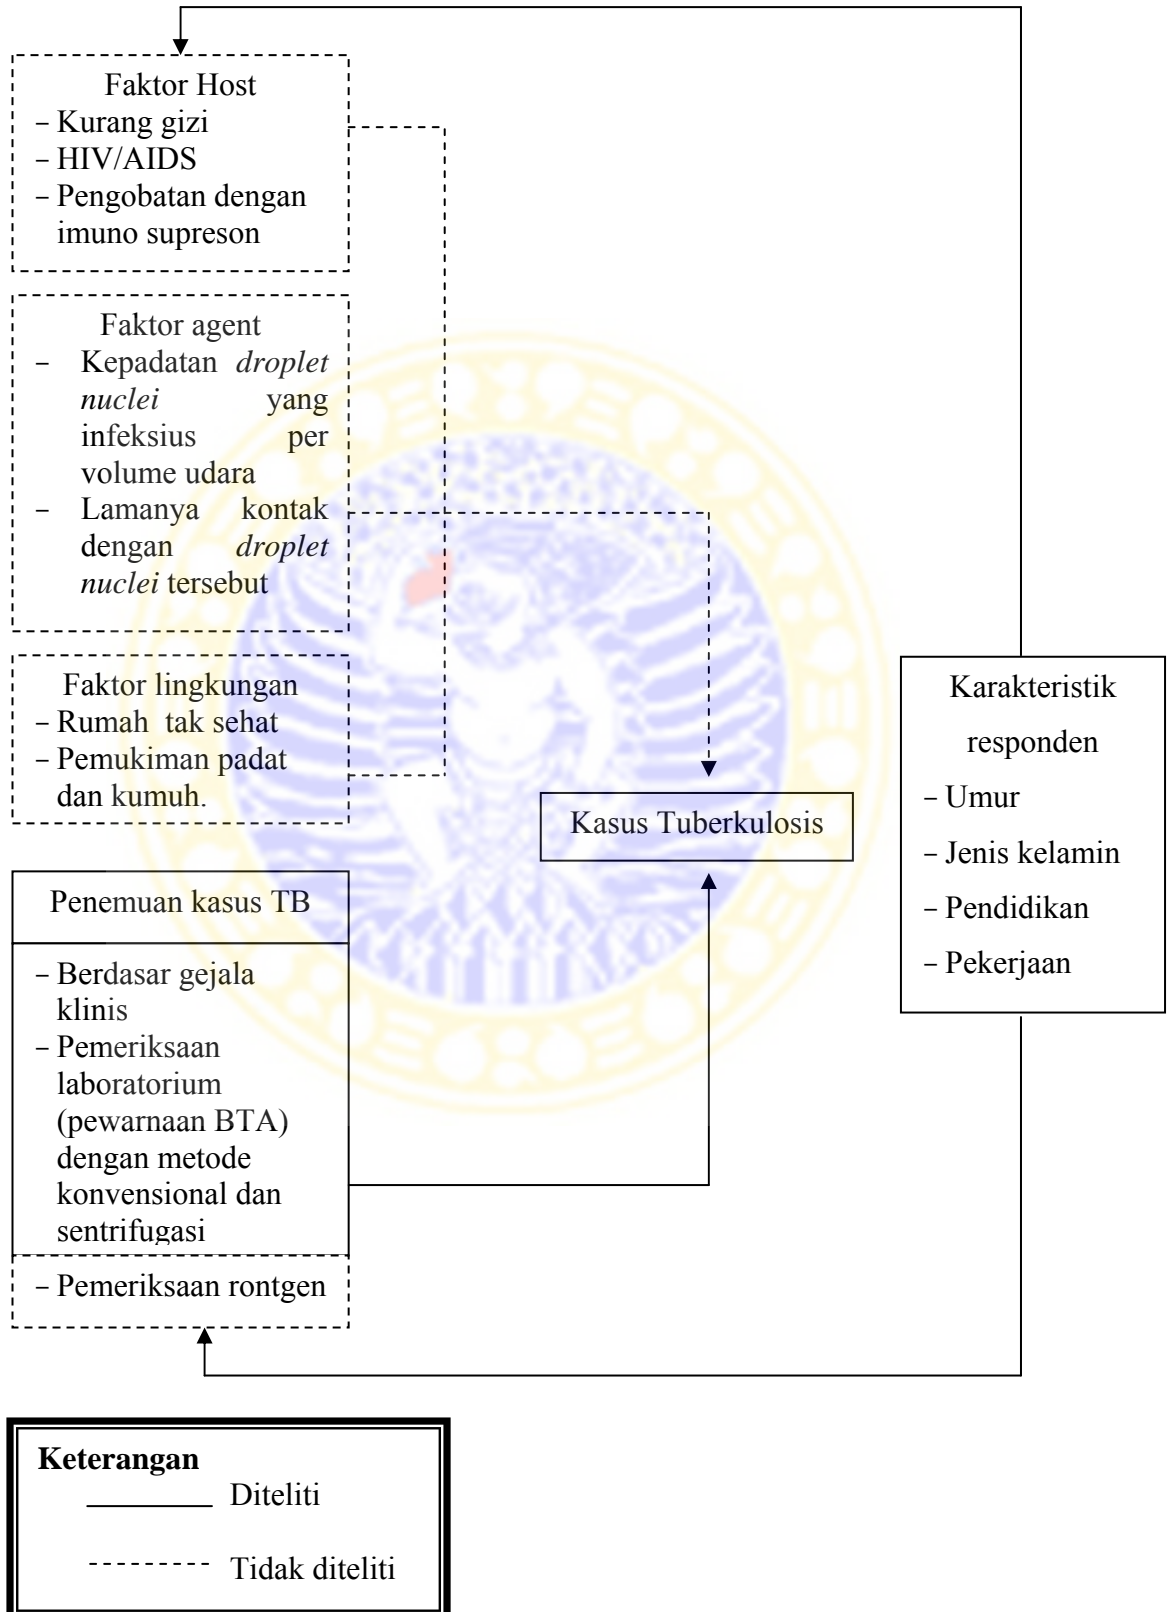 Faktor Host
– Kurang gizi
– HIV/AIDS
– Pengobatan dengan
imuno supreson
Faktor agent
– Kepadatan droplet
nuclei yang
infeksius per
volume udara
– Lamanya kontak
dengan droplet
nuclei tersebut
Faktor lingkungan
– Rumah tak sehat
– Pemukiman padat
dan kumuh.
Kasus Tuberkulosis
Karakteristik
responden
– Umur
– Jenis kelamin
– Pendidikan
– Pekerjaan
Penemuan kasus TB
– Berdasar gejala
klinis
– Pemeriksaan
laboratorium
(pewarnaan BTA)
dengan metode
konvensional dan
sentrifugasi
– Pemeriksaan rontgen
Keterangan
Diteliti
Tidak diteliti